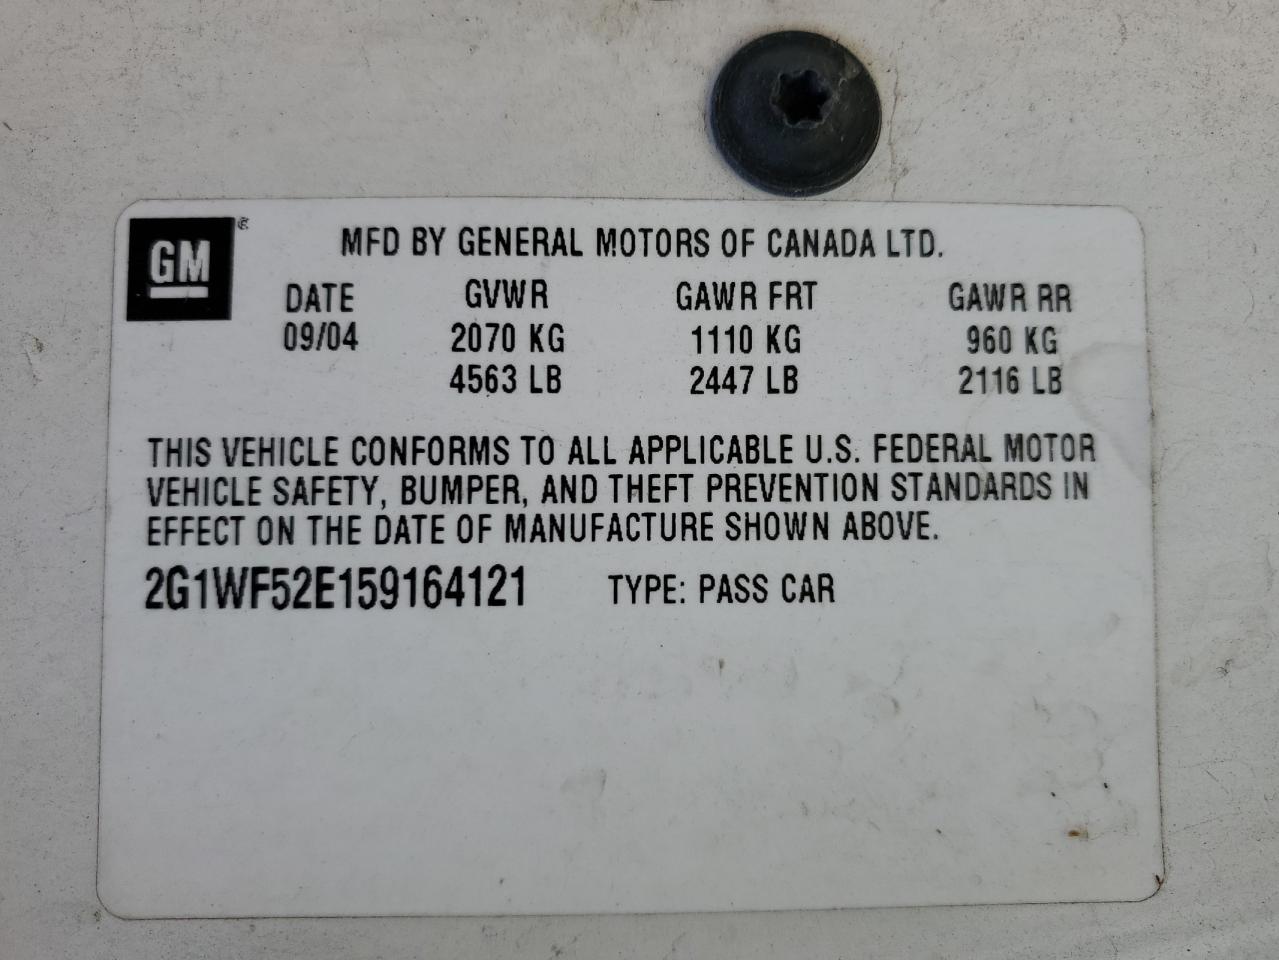 GM
MFD BY GENERAL MOTORS OF CANADA LTD.
DATE GVWR GAWR FRT GAWR RR
09/04 2070 KG 1110 KG 960 KG
4563 LB 2447 LB 2116 LB
THIS VEHICLE CONFORMS TO ALL APPLICABLE U.S. FEDERAL MOTOR
VEHICLE SAFETY, BUMPER, AND THEFT PREVENTION STANDARDS IN
EFFECT ON THE DATE OF MANUFACTURE SHOWN ABOVE.
2G1WF52E159164121 TYPE: PASS CAR